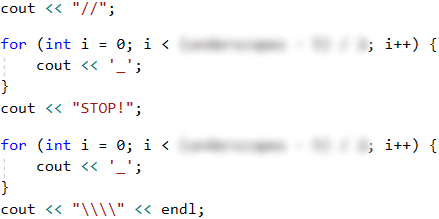 cout << "//";
for (int i = 0; i < ; i++) {
cout << '_';
}
cout << "STOP!";
for (int i = 0; i < ; i++) {
cout << '_';
}
cout << "\\\\" << endl;